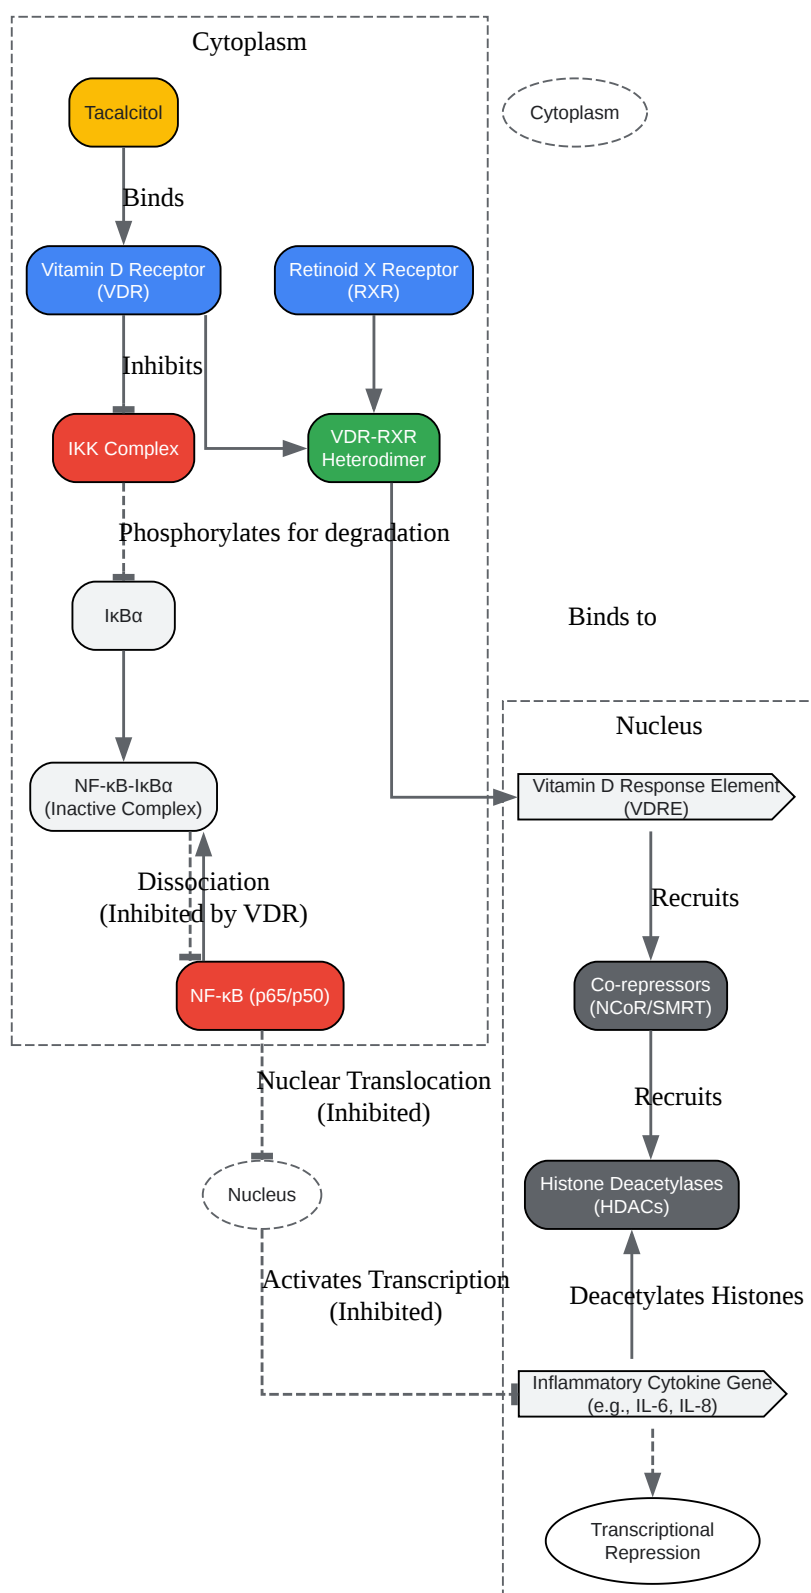 Cytoplasm
Tacalcitol
Cytoplasm
Binds
Vitamin D Receptor
(VDR)
Retinoid X Receptor
(RXR)
Inhibits
IKK Complex
VDR-RXR
Heterodimer
Phosphorylates for degradation
IκBα
Binds to
Nucleus
NF-κB-IκBα
(Inactive Complex)
Vitamin D Response Element
(VDRE)
Dissociation
(Inhibited by VDR)
Recruits
NF-κB (p65/p50)
Co-repressors
(NCoR/SMRT)
Nuclear Translocation
(Inhibited)
Recruits
Nucleus
Histone Deacetylases
(HDACs)
Activates Transcription
(Inhibited)
Deacetylates Histones
Inflammatory Cytokine Gene
(e.g., IL-6, IL-8)
Transcriptional
Repression